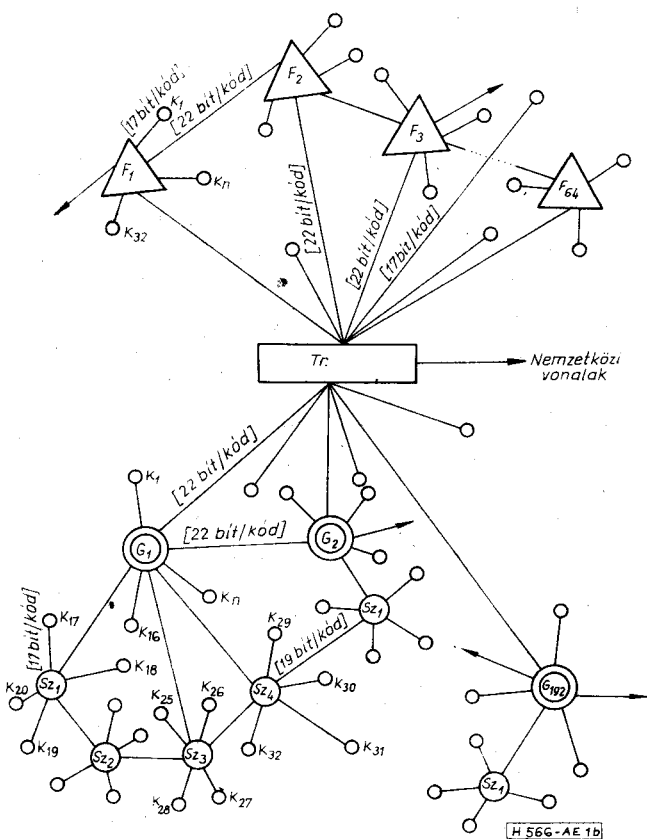 F₂
[17 bit/kód]
K₁
[22 bit/kód]
F₃
F₁
Kₙ
F₆₄
K₃₂
[22 bit/kód]
[22 bit/kód]
[17 bit/kód]
Tr.
Nemzetközi
vonalak
[22 bit/kód]
K₁
[22 bit/kód]
G₁
G₂
Kₙ
K₁₆
K₁₇
[17 bit/kód]
K₂₉
Sz₁
[19 bit/kód]
K₁₈
K₂₀
Sz₁
K₂₅
K₂₆
Sz₄
K₃₀
G₁₉₂
K₁₉
Sz₂
Sz₃
K₃₂
K₃₁
K₂₈
K₂₇
Sz₁
H 566-AE 1b